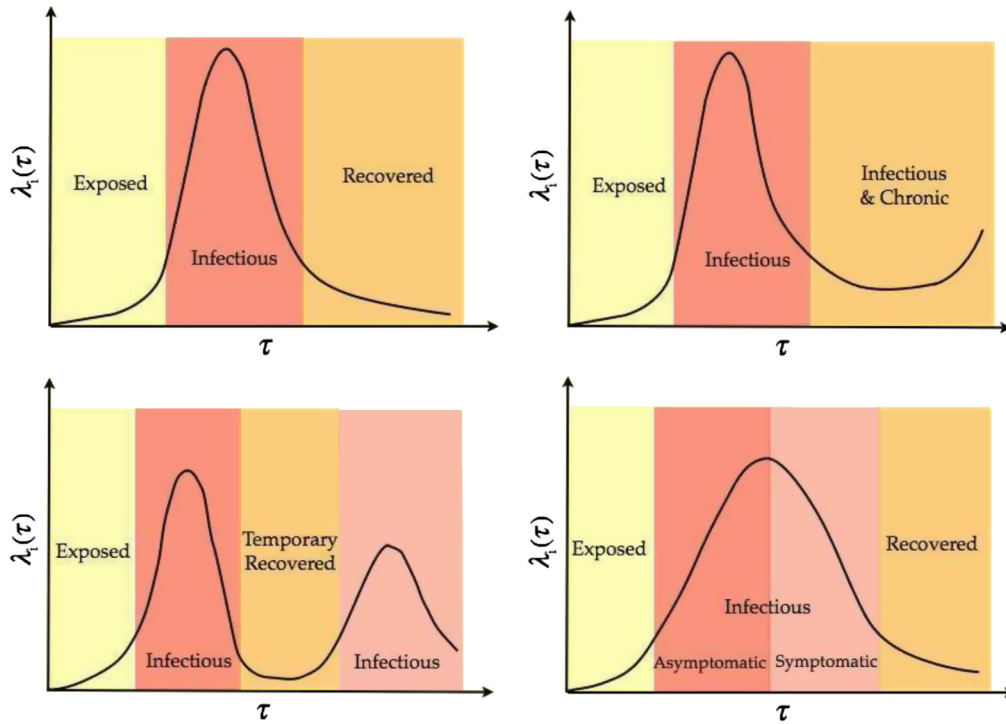 λi(τ)
Exposed
Infectious
Recovered
τ
λi(τ)
Exposed
Infectious
Infectious
& Chronic
τ
λi(τ)
Exposed
Infectious
Temporary
Recovered
Infectious
τ
λi(τ)
Exposed
Infectious
Asymptomatic
Symptomatic
Recovered
τ